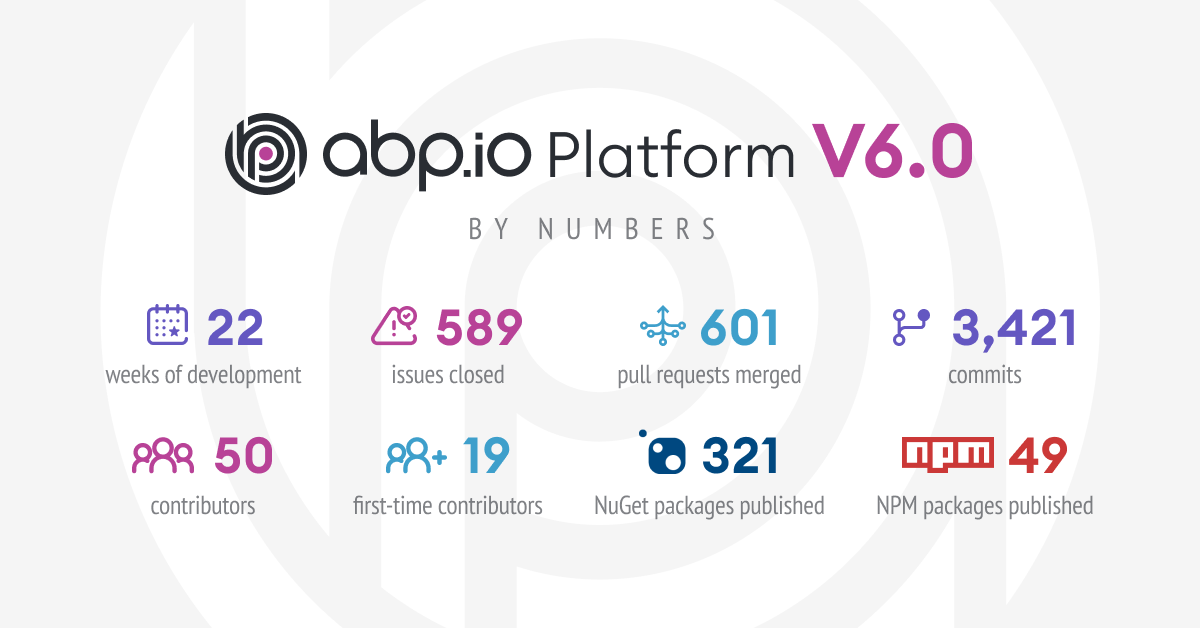 abp.io Platform V6.0
BY NUMBERS
22
weeks of development
589
issues closed
601
pull requests merged
3,421
commits
50
contributors
19
first-time contributors
321
NuGet packages published
npm 49
NPM packages published